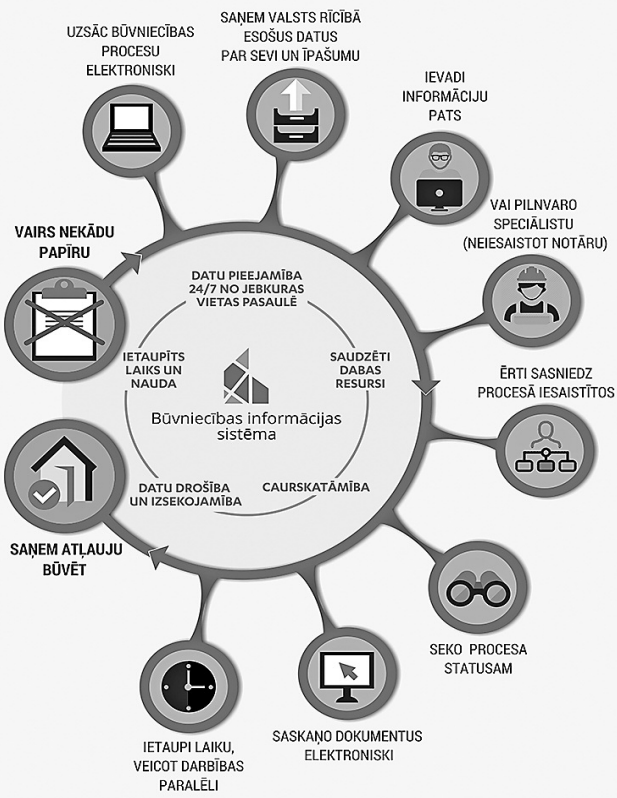 UZSĀC BŪVNIECĪBAS
PROCESU
ELEKTRONISKI
SAŅEM VALSTS RĪCĪBĀ
ESOŠUS DATUS
PAR SEVI UN ĪPAŠUMU
IEVADI
INFORMĀCIJU
PATS
VAI PILNVARO
SPECIĀLISTU
(NEIESAISTOT NOTĀRU)
ĒRTI SASNIEDZ
PROCESĀ IESAISTĪTOS
SEKO PROCESA
STATUSAM
SASKAŅO DOKUMENTUS
ELEKTRONISKI
IETAUPI LAIKU,
VEICOT DARBĪBAS
PARALĒLI
SAŅEM ATĻAUJU
BŪVĒT
VAIRS NEKĀDU
PAPĪRU
DATU PIEEJAMĪBA
24/7 NO JEBKURAS
VIETAS PASAULĒ
SAUDZĒTI
DABAS
RESURSI
CAURSKATĀMĪBA
DATU DROŠĪBA
UN IZSEKOJAMĪBA
IETAUPĪTS
LAIKS UN
NAUDA
Būvniecības informācijas
sistēma